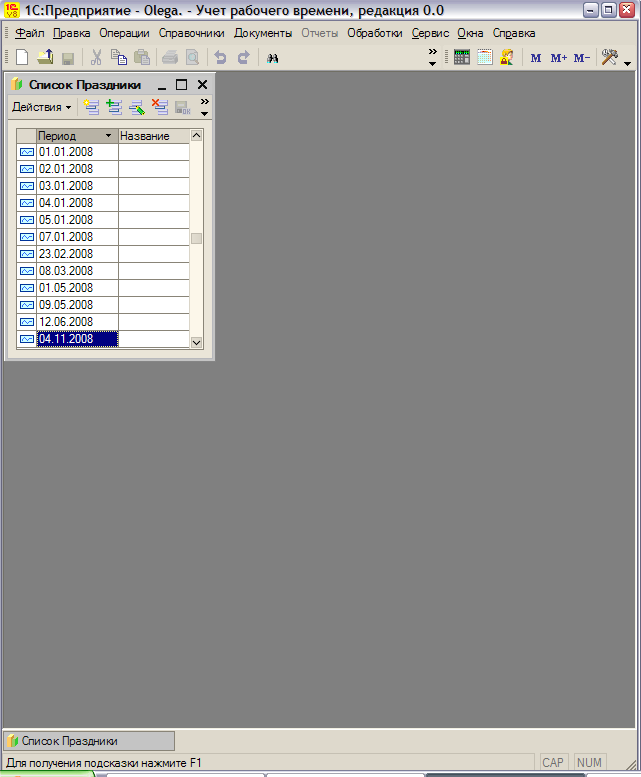 1С:Предприятие - Olega. - Учет рабочего времени, редакция 0.0
Файл Правка Операции Справочники Документы Отчеты Обработки Сервис Окна Справка
M M+ M-
Список Праздники
Действия
Период Название
01.01.2008
02.01.2008
03.01.2008
04.01.2008
05.01.2008
07.01.2008
23.02.2008
08.03.2008
01.05.2008
09.05.2008
12.06.2008
04.11.2008
Список Праздники
Для получения подсказки нажмите F1 CAP NUM